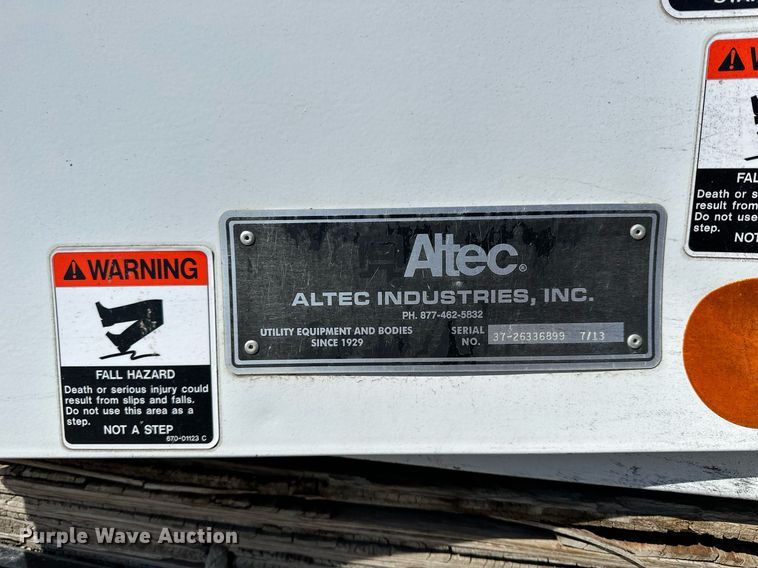 WARNING
FALL HAZARD
Death or serious injury could
result from slips and falls.
Do not use this area as a
step.
NOT A STEP
670-01123 C
Altec®
ALTEC INDUSTRIES, INC.
PH. 877-462-5832
UTILITY EQUIPMENT AND BODIES
SINCE 1929
SERIAL
NO.
37-26336899 7/13
Death or s
result from
Do not use
step.
NOT
Purple Wave Auction